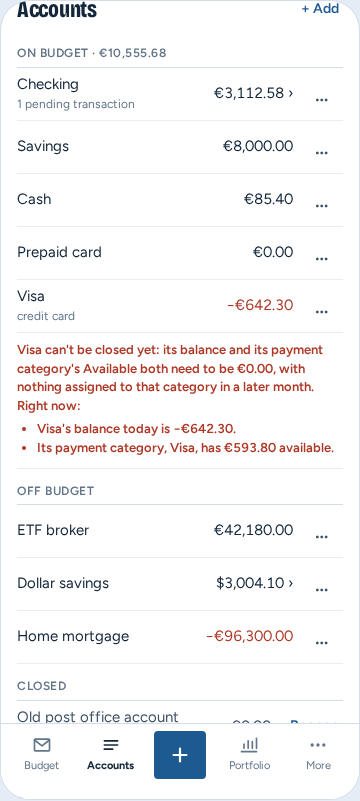 Accounts
+ Add
ON BUDGET · €10,555.68
Checking
1 pending transaction
€3,112.58 ›
...
Savings
€8,000.00
...
Cash
€85.40
...
Prepaid card
€0.00
...
Visa
credit card
−€642.30
...
Visa can't be closed yet: its balance and its payment
category's Available both need to be €0.00, with
nothing assigned to that category in a later month.
Right now:
• Visa's balance today is −€642.30.
• Its payment category, Visa, has €593.80 available.
OFF BUDGET
ETF broker
€42,180.00
...
Dollar savings
$3,004.10 ›
...
Home mortgage
−€96,300.00
...
CLOSED
Old post office account
Budget
Accounts
+
Portfolio
More